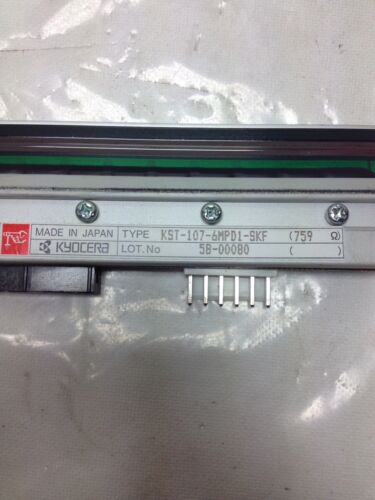 MADE IN JAPAN TYPE KST-107-6MPD1-SKF (759 Ω)
KYOCERA LOT.No 5B-00080 ( )